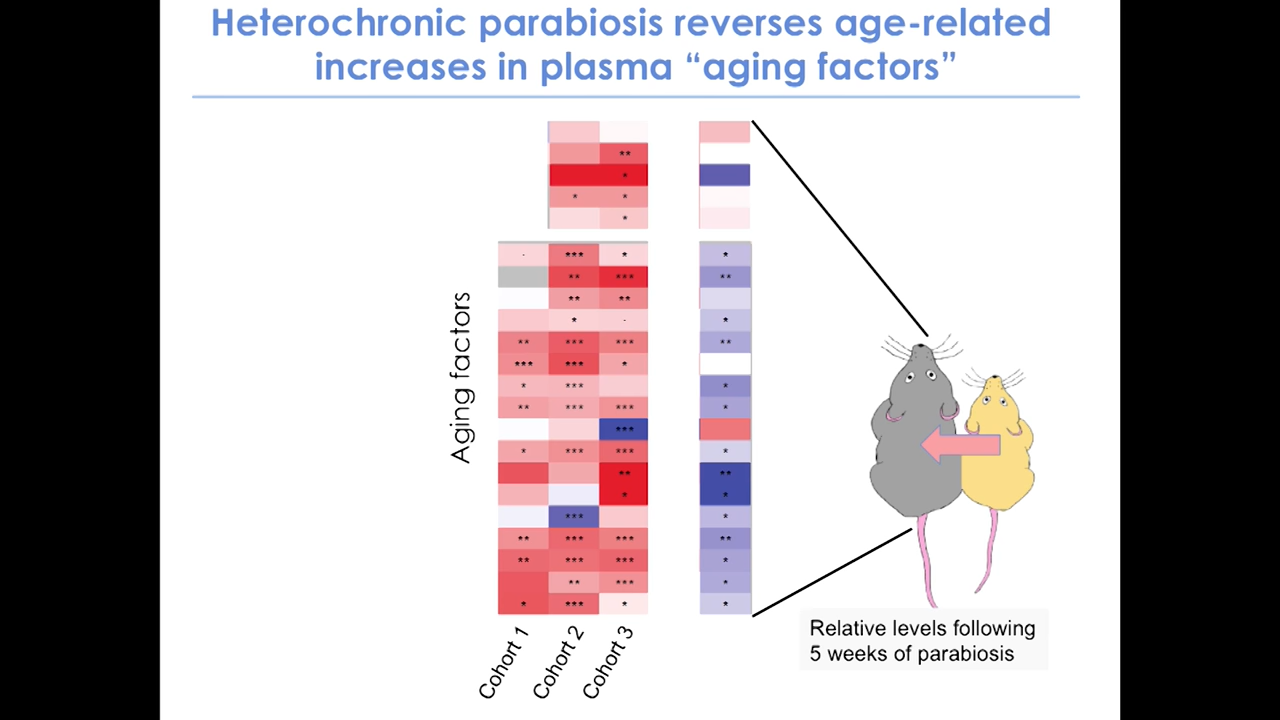 Heterochronic parabiosis reverses age-related
increases in plasma “aging factors”
**
*
* *
*
· *** * *
** *** **
** **
* · *
** *** *** **
*** *** *
* *** *
** *** *** *
***
* *** *** *
** **
* *
*** *
** *** *** **
** *** *** *
** *** *
* *** * *
Aging factors
Cohort 1
Cohort 2
Cohort 3
Relative levels following
5 weeks of parabiosis